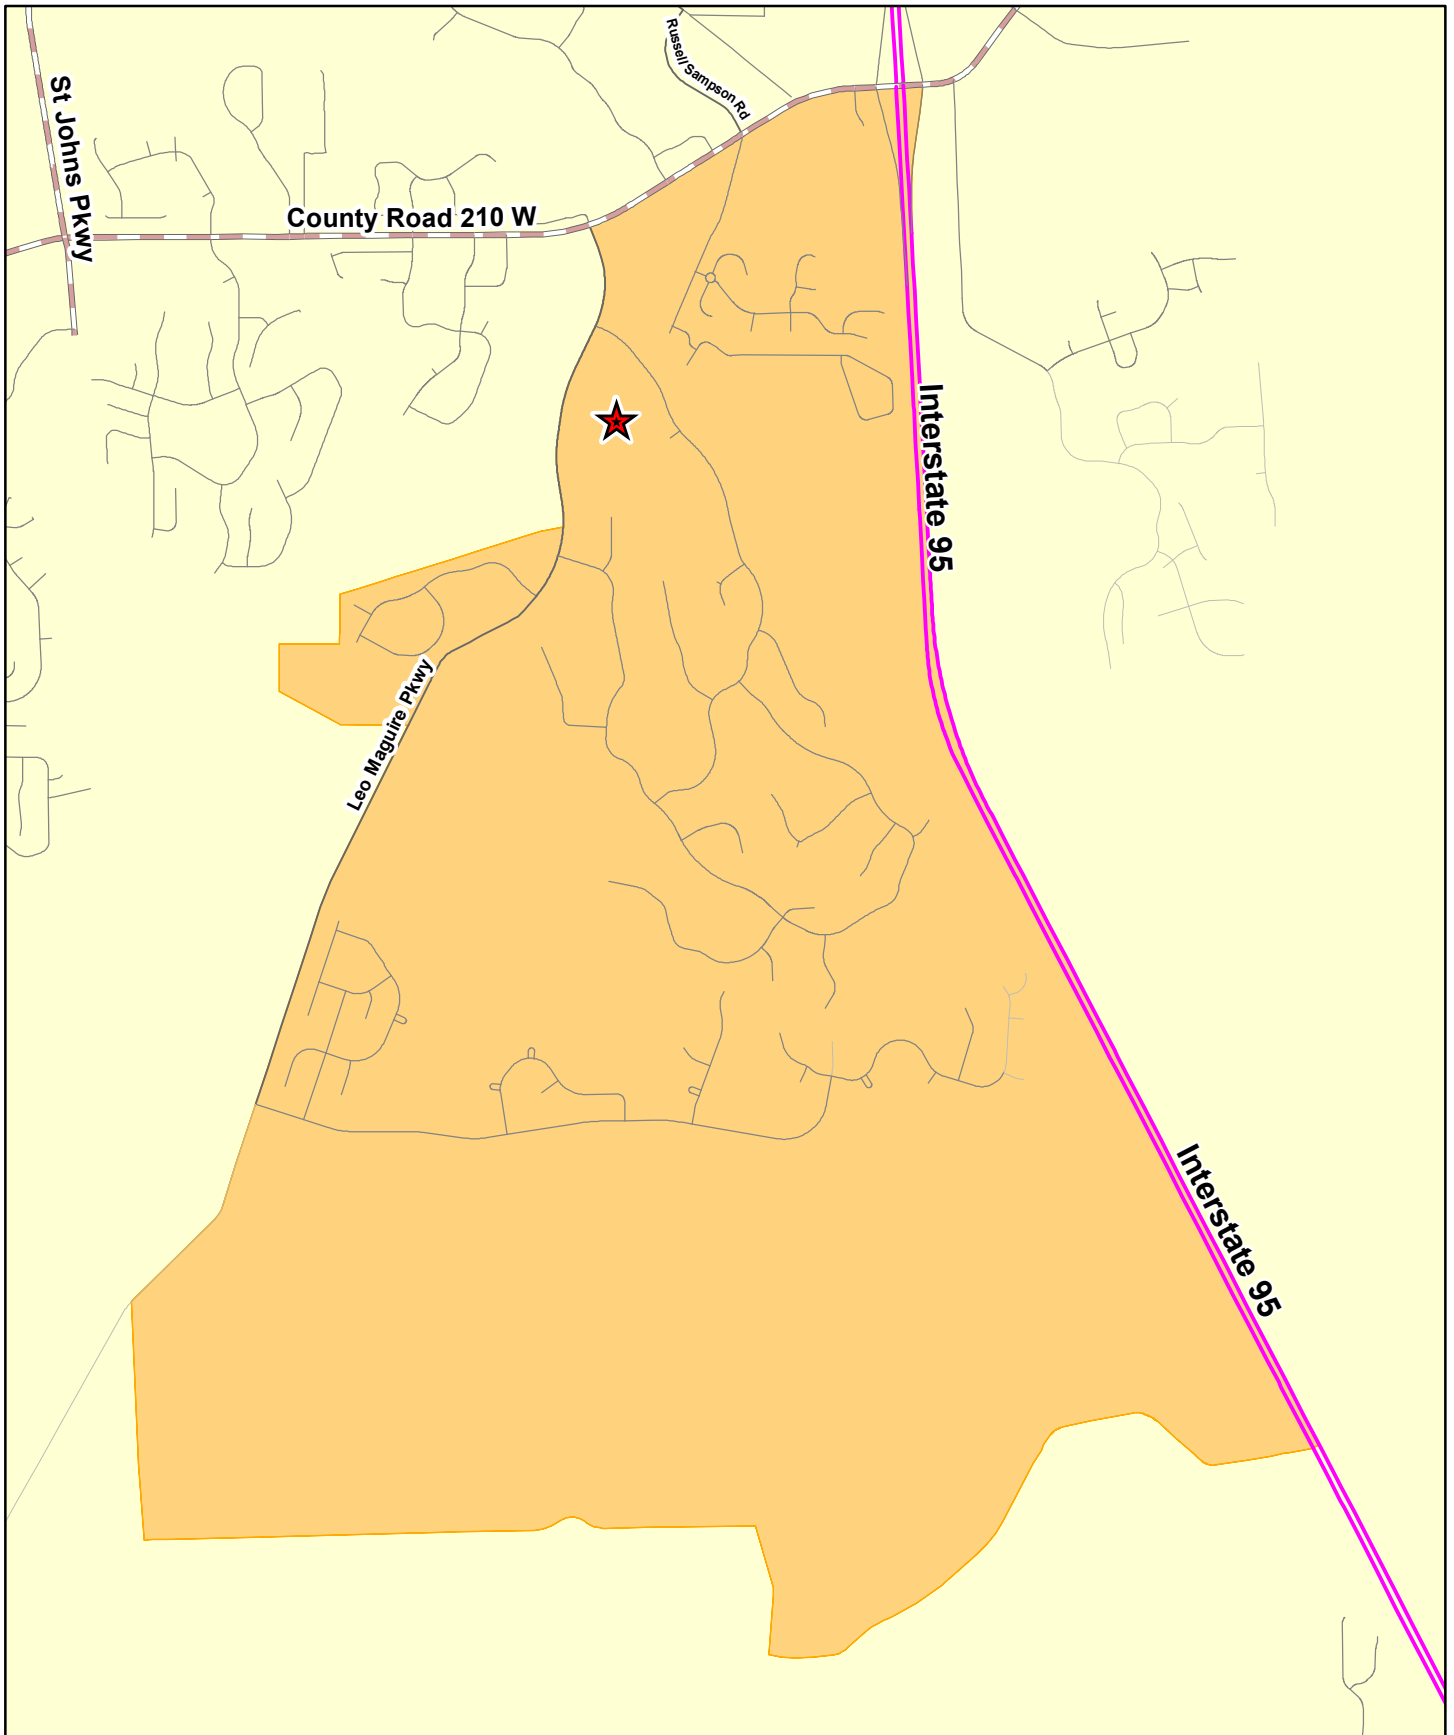 Russell Sampson Rd
St Johns Pkwy
County Road 210 W
Interstate 95
Leo Maguire Pkwy
Interstate 95